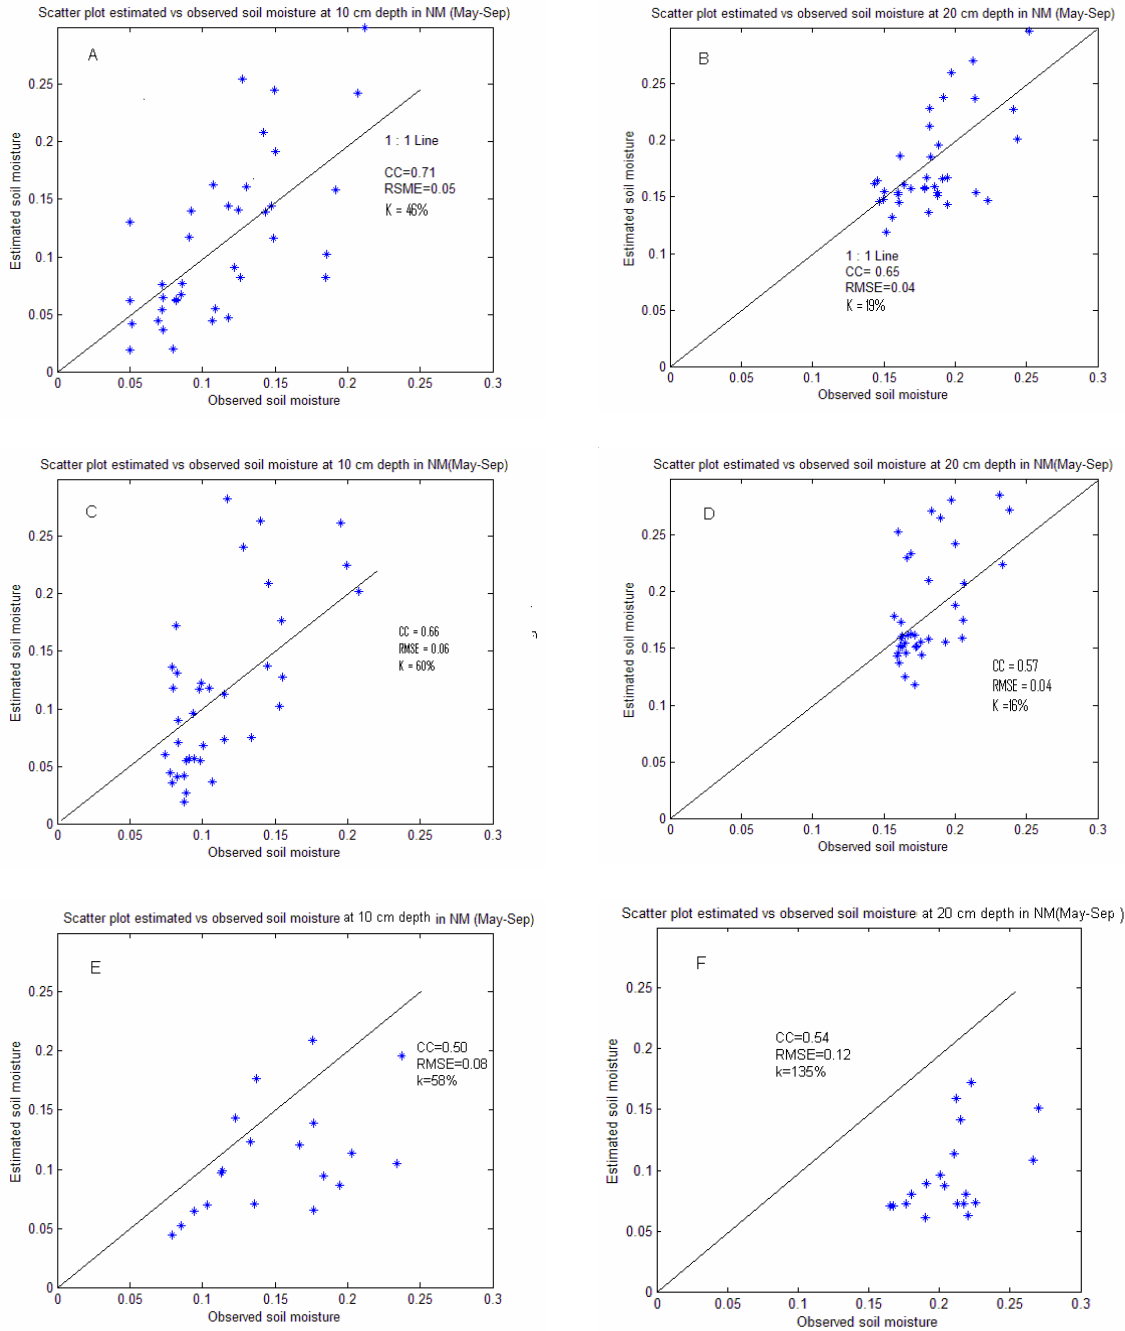 Scatter plot estimated vs observed soil moisture at 10 cm depth in NM (May-Sep)
A
0.25
0.2
0.15
0.1
0.05
0
Estimated soil moisture
1 : 1 Line
CC=0.71
RSME=0.05
K = 46%
0 0.05 0.1 0.15 0.2 0.25 0.3
Observed soil moisture
Scatter plot estimated vs observed soil moisture at 20 cm depth in NM (May-Sep)
B
0.25
0.2
0.15
0.1
0.05
0
Estimated soil moisture
1 : 1 Line
CC= 0.65
RMSE=0.04
K = 19%
0 0.05 0.1 0.15 0.2 0.25 0.3
Observed soil moisture
Scatter plot estimated vs observed soil moisture at 10 cm depth in NM(May-Sep)
C
0.25
0.2
0.15
0.1
0.05
0
Estimated soil moisture
CC = 0.66
RMSE = 0.06
K = 60%
0 0.05 0.1 0.15 0.2 0.25 0.3
Observed soil moisture
Scatter plot estimated vs observed soil moisture at 20 cm depth in NM(May-Sep)
D
0.25
0.2
0.15
0.1
0.05
0
Estimated soil moisture
CC = 0.57
RMSE = 0.04
K =16%
0 0.05 0.1 0.15 0.2 0.25 0.3
Observed soil moisture
Scatter plot estimated vs observed soil moisture at 10 cm depth in NM (May-Sep)
E
0.25
0.2
0.15
0.1
0.05
0
Estimated soil moisture
CC=0.50
RMSE=0.08
k=58%
0 0.05 0.1 0.15 0.2 0.25 0.3
Observed soil moisture
Scatter plot estimated vs observed soil moisture at 20 cm depth in NM(May-Sep )
F
0.25
0.2
0.15
0.1
0.05
0
Estimated soil moisture
CC=0.54
RMSE=0.12
k=135%
0 0.05 0.1 0.15 0.2 0.25 0.3
Observed soil moisture